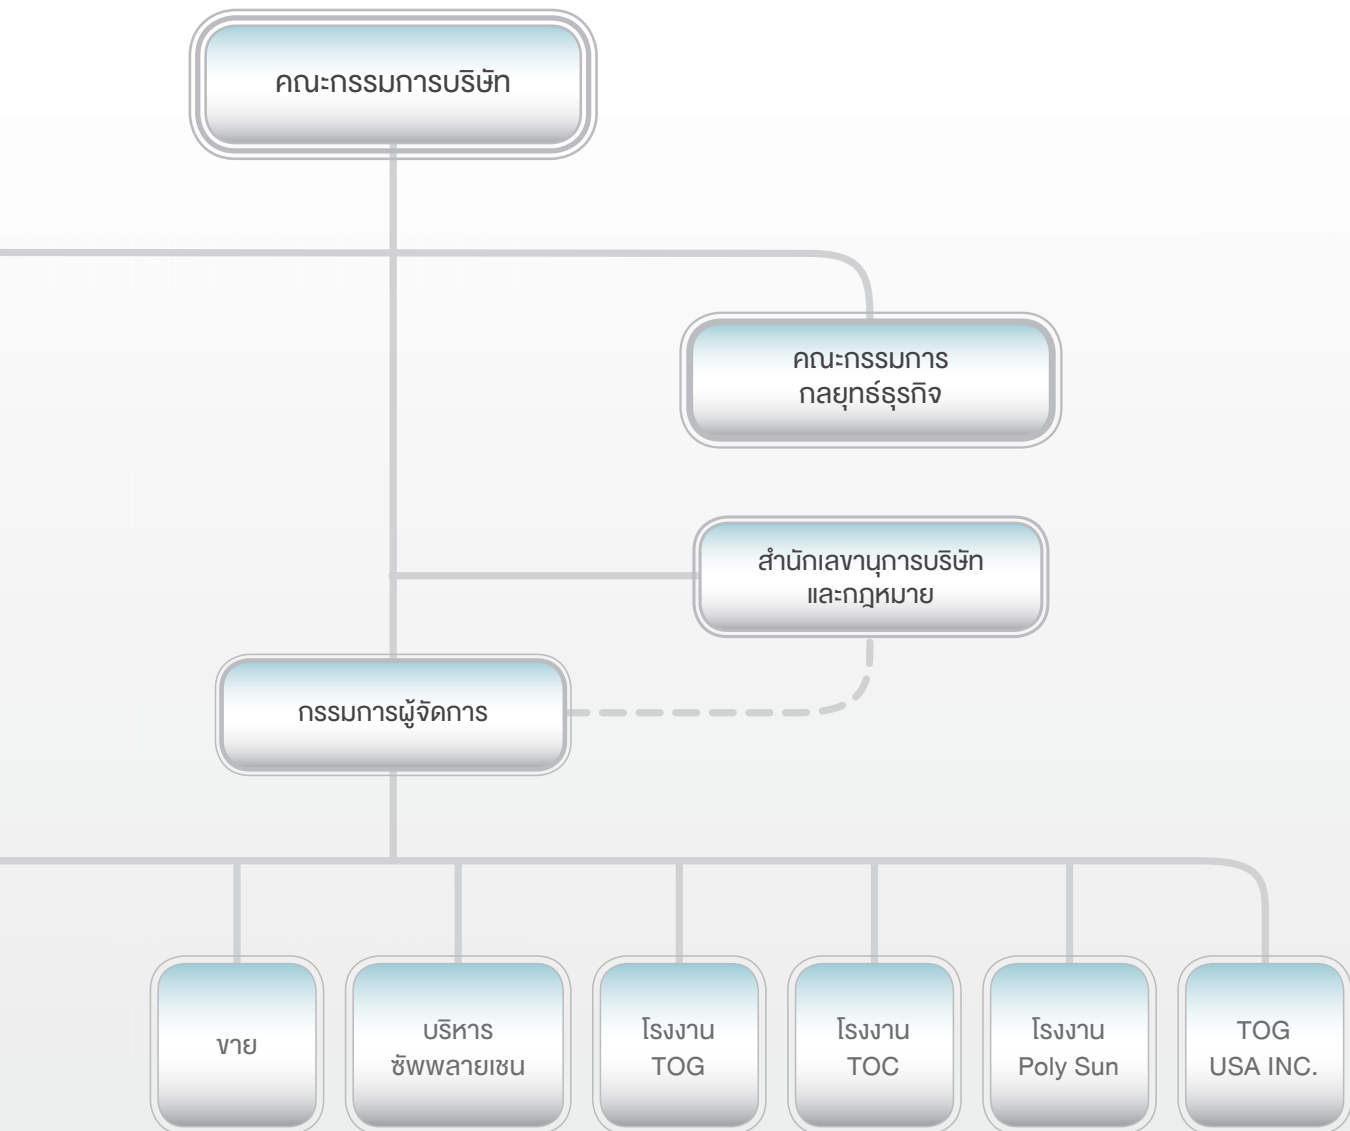 คณะกรรมการบริษัท
คณะกรรมการ
กลยุทธ์ธุรกิจ
สำนักเลขานุการบริษัท
และกฎหมาย
กรรมการผู้จัดการ
ขาย
บริหาร
ซัพพลายเชน
โรงงาน
TOG
โรงงาน
TOC
โรงงาน
Poly Sun
TOG
USA INC.